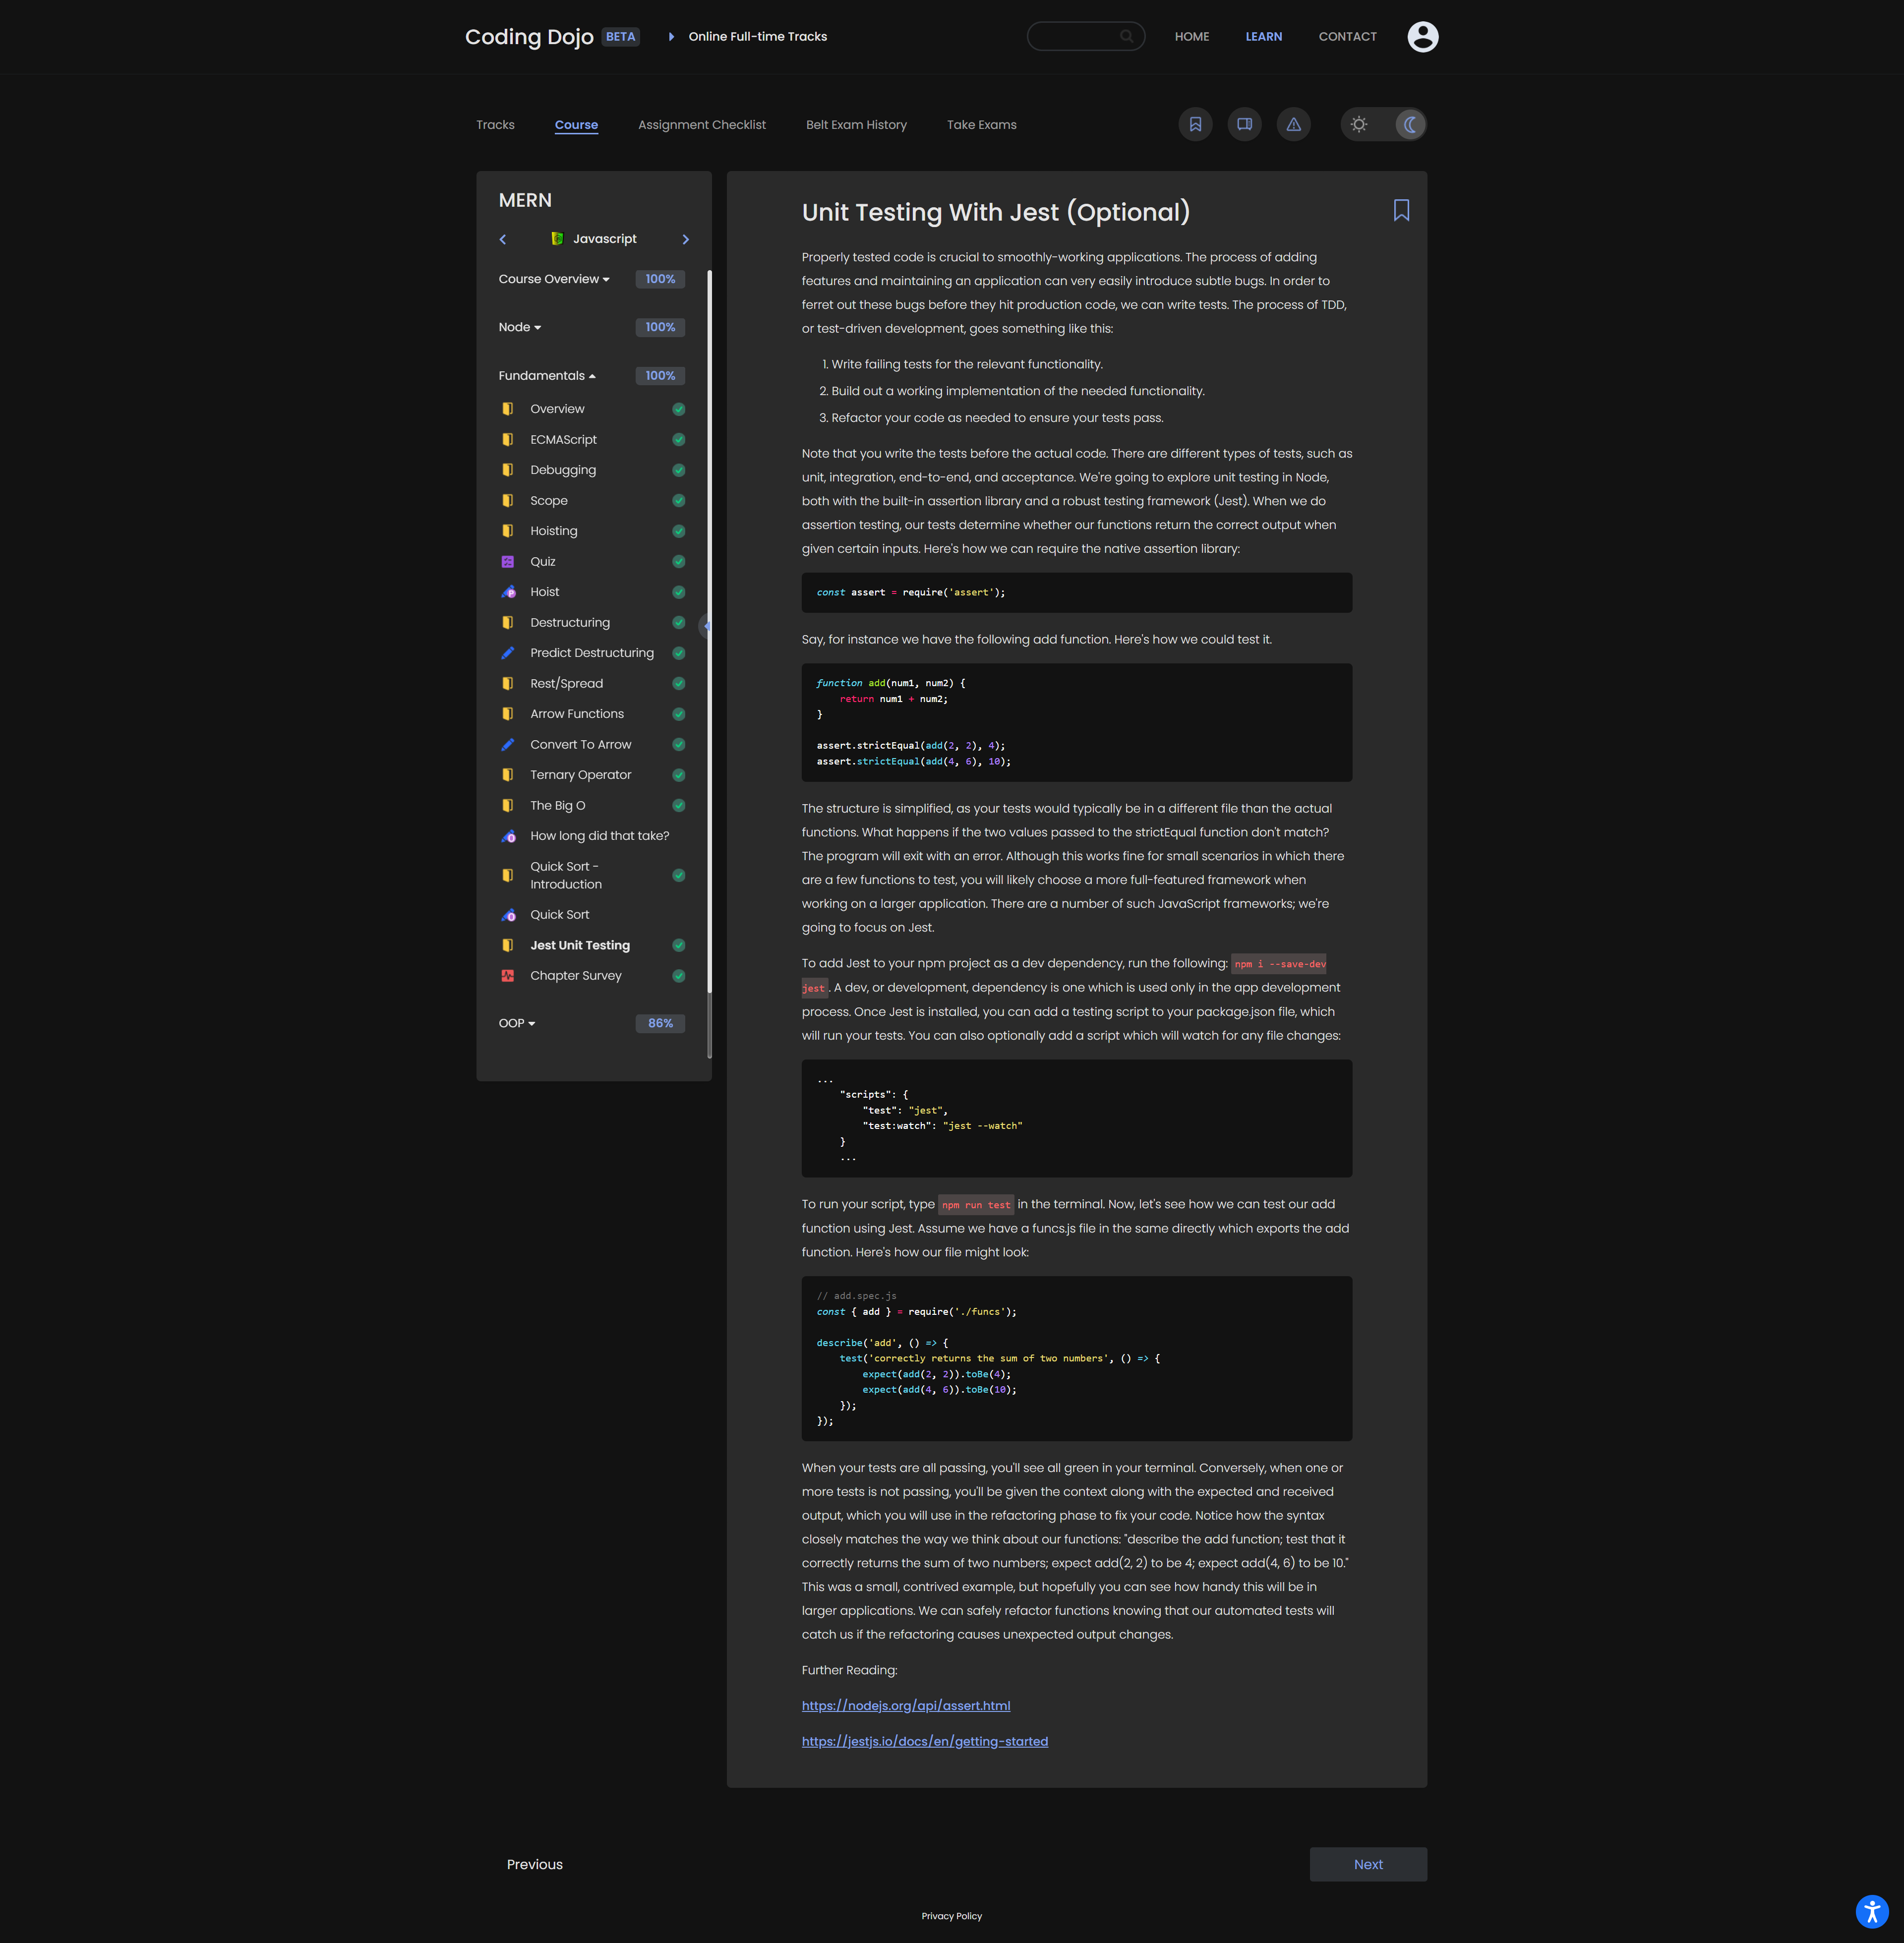 Coding Dojo BETA Online Full-time Tracks HOME LEARN CONTACT
Tracks Course Assignment Checklist Belt Exam History Take Exams
MERN
Javascript
Course Overview 100%
Node 100%
Fundamentals 100%
Overview
ECMAScript
Debugging
Scope
Hoisting
Quiz
Hoist
Destructuring
Predict Destructuring
Rest/Spread
Arrow Functions
Convert To Arrow
Ternary Operator
The Big O
How long did that take?
Quick Sort -
Introduction
Quick Sort
Jest Unit Testing
Chapter Survey
OOP 86%
Unit Testing With Jest (Optional)
Properly tested code is crucial to smoothly-working applications. The process of adding
features and maintaining an application can very easily introduce subtle bugs. In order to
ferret out these bugs before they hit production code, we can write tests. The process of TDD,
or test-driven development, goes something like this:
1. Write failing tests for the relevant functionality.
2. Build out a working implementation of the needed functionality.
3. Refactor your code as needed to ensure your tests pass.
Note that you write the tests before the actual code. There are different types of tests, such as
unit, integration, end-to-end, and acceptance. We're going to explore unit testing in Node,
both with the built-in assertion library and a robust testing framework (Jest). When we do
assertion testing, our tests determine whether our functions return the correct output when
given certain inputs. Here's how we can require the native assertion library:
const assert = require('assert');
Say, for instance we have the following add function. Here's how we could test it.
function add(num1, num2) {
    return num1 + num2;
}
assert.strictEqual(add(2, 2), 4);
assert.strictEqual(add(4, 6), 10);
The structure is simplified, as your tests would typically be in a different file than the actual
functions. What happens if the two values passed to the strictEqual function don't match?
The program will exit with an error. Although this works fine for small scenarios in which there
are a few functions to test, you will likely choose a more full-featured framework when
working on a larger application. There are a number of such JavaScript frameworks; we're
going to focus on Jest.
To add Jest to your npm project as a dev dependency, run the following: npm i --save-dev
jest. A dev, or development, dependency is one which is used only in the app development
process. Once Jest is installed, you can add a testing script to your package.json file, which
will run your tests. You can also optionally add a script which will watch for any file changes:
...
    "scripts": {
        "test": "jest",
        "test:watch": "jest --watch"
    }
    ...
To run your script, type npm run test in the terminal. Now, let's see how we can test our add
function using Jest. Assume we have a funcs.js file in the same directly which exports the add
function. Here's how our file might look:
// add.spec.js
const { add } = require('./funcs');
describe('add', () => {
    test('correctly returns the sum of two numbers', () => {
        expect(add(2, 2)).toBe(4);
        expect(add(4, 6)).toBe(10);
    });
});
When your tests are all passing, you'll see all green in your terminal. Conversely, when one or
more tests is not passing, you'll be given the context along with the expected and received
output, which you will use in the refactoring phase to fix your code. Notice how the syntax
closely matches the way we think about our functions: "describe the add function; test that it
correctly returns the sum of two numbers; expect add(2, 2) to be 4; expect add(4, 6) to be 10."
This was a small, contrived example, but hopefully you can see how handy this will be in
larger applications. We can safely refactor functions knowing that our automated tests will
catch us if the refactoring causes unexpected output changes.
Further Reading:
https://nodejs.org/api/assert.html
https://jestjs.io/docs/en/getting-started
Previous Next
Privacy Policy